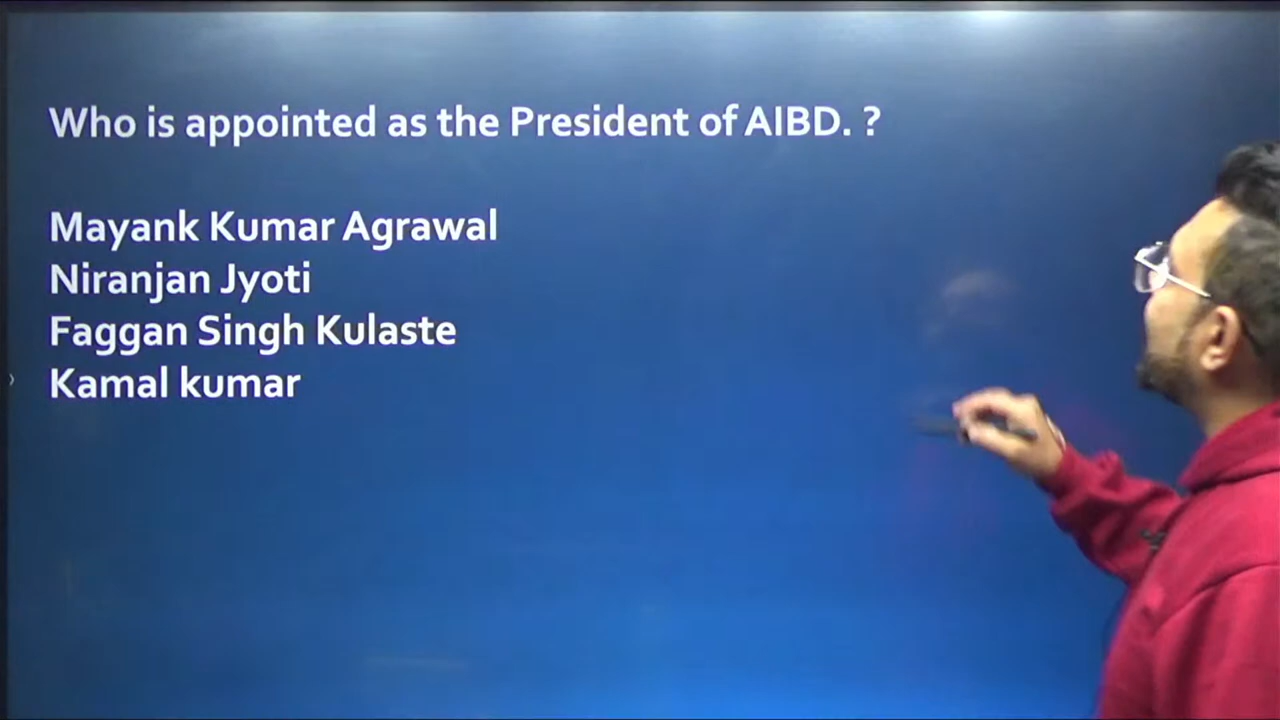 Who is appointed as the President of AIBD. ?
Mayank Kumar Agrawal
Niranjan Jyoti
Faggan Singh Kulaste
Kamal kumar